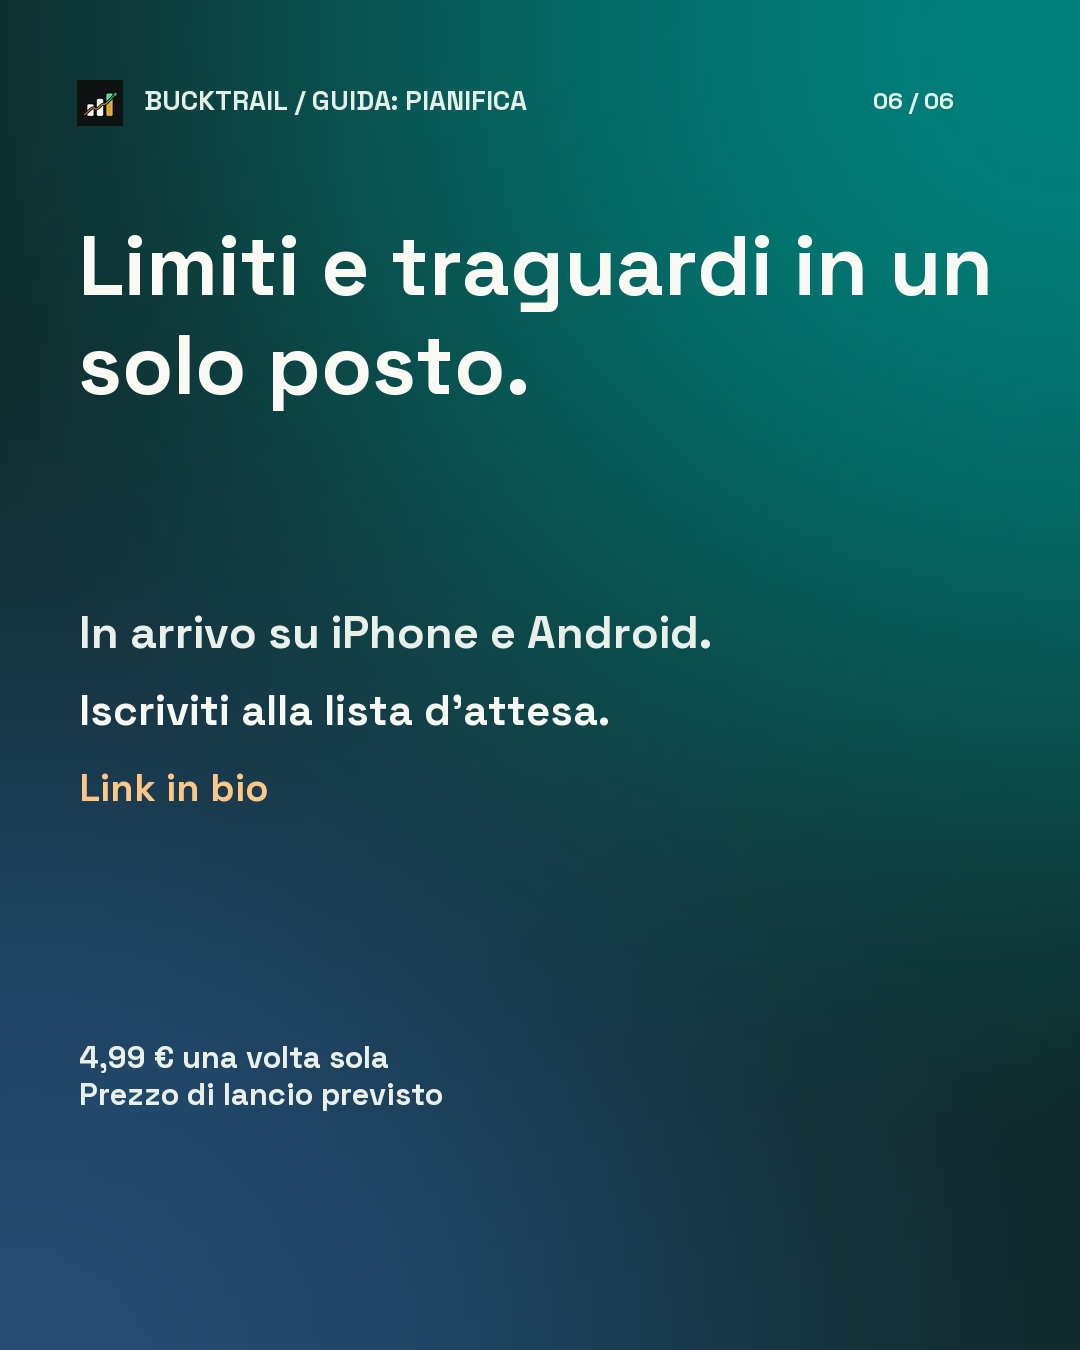 BUCKTRAIL / GUIDA: PIANIFICA
06 / 06
Limiti e traguardi in un
solo posto.
In arrivo su iPhone e Android.
Iscriviti alla lista d’attesa.
Link in bio
4,99 € una volta sola
Prezzo di lancio previsto